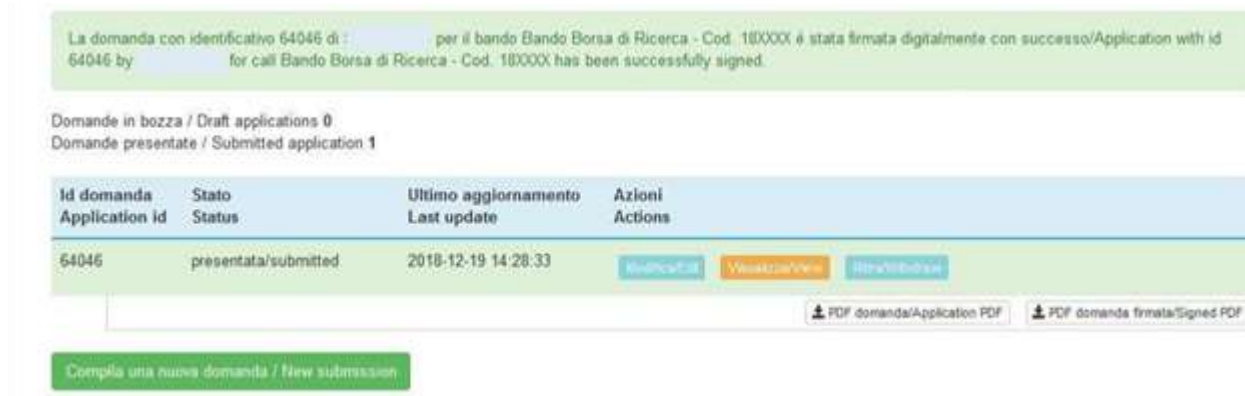 La domanda con identificativo 64046 di : per il bando Bando Borsa di Ricerca - Cod. 18XXXX é stata firmata digitalmente con successo/Application with id
64046 by for call Bando Borsa di Ricerca - Cod. 18XXXX has been successfully signed.
Domande in bozza / Draft applications 0
Domande presentate / Submitted application 1
Id domanda Stato Ultimo aggiornamento Azioni
Application id Status Last update Actions
64046 presentata/submitted 2018-12-19 14:28:33 Modifica/Edit Visualizza/View Ritira/Withdraw
PDF domanda/Application PDF PDF domanda firmata/Signed PDF
Compila una nuova domanda / New submission